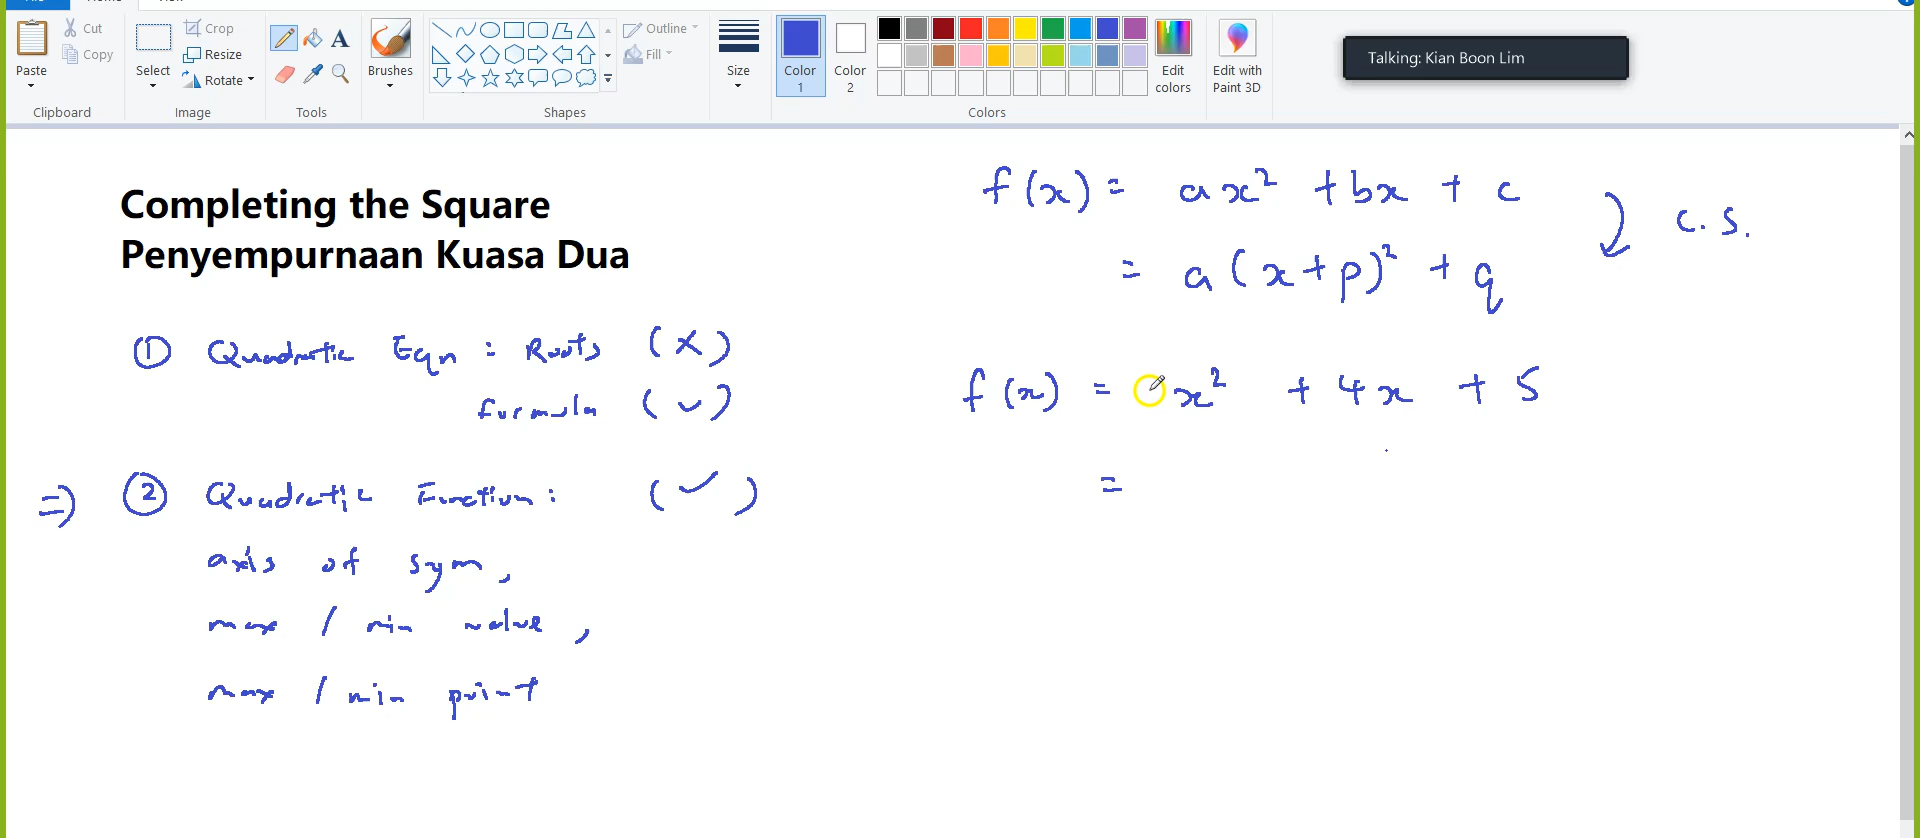 Cut
Copy
Paste
Clipboard
Crop
Resize
Rotate
Select
Image
Tools
Brushes
Shapes
Outline
Fill
Size
Color 1
Color 2
Colors
Edit colors
Edit with Paint 3D
Talking: Kian Boon Lim
Completing the Square
Penyempurnaan Kuasa Dua
① Quadratic Eqn : Roots (×)
formula (✓)
⇒ ② Quadratic Function : (✓)
axis of sym,
max / min value,
max / min point
f(x) = ax² + bx + c
= a(x+p)² + q
c.s.
f(x) = x² + 4x + 5
=